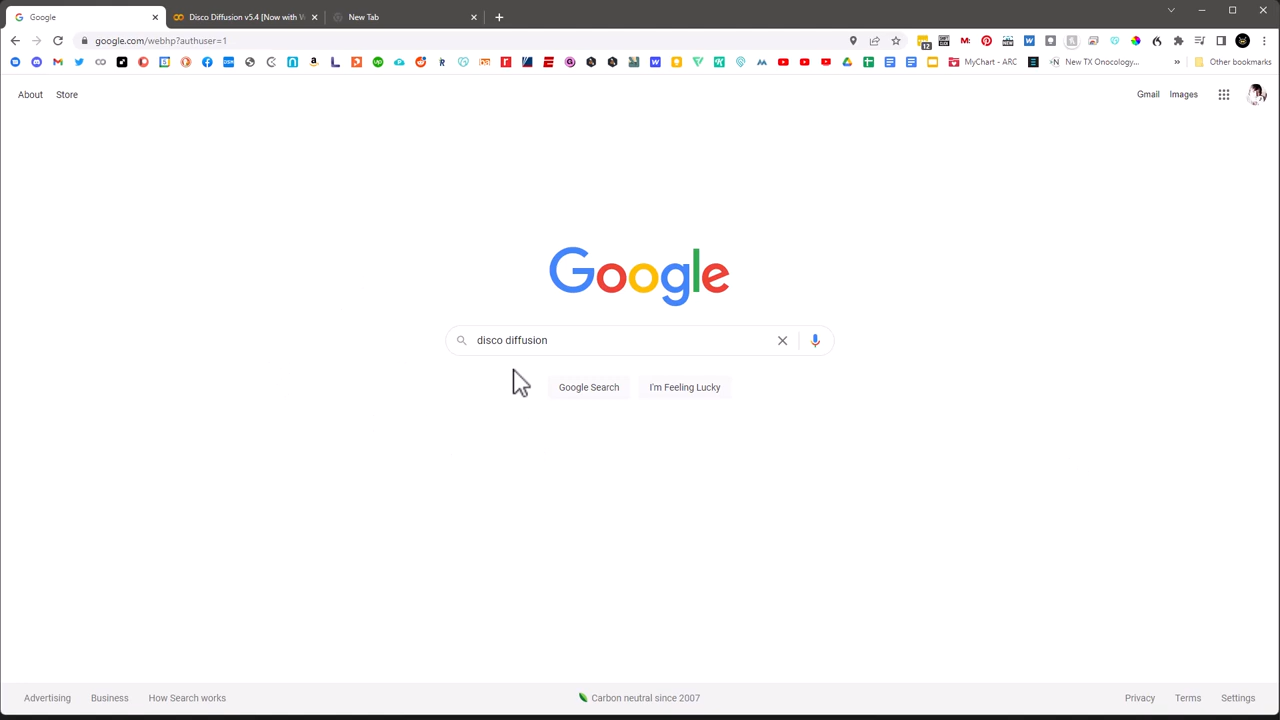 Google
Disco Diffusion v5.4 [Now with W
New Tab
google.com/webhp?authuser=1
12
MyChart - ARC
New TX Onocology...
Other bookmarks
About
Store
Gmail
Images
Google
disco diffusion
Google Search
I'm Feeling Lucky
Advertising
Business
How Search works
Carbon neutral since 2007
Privacy
Terms
Settings